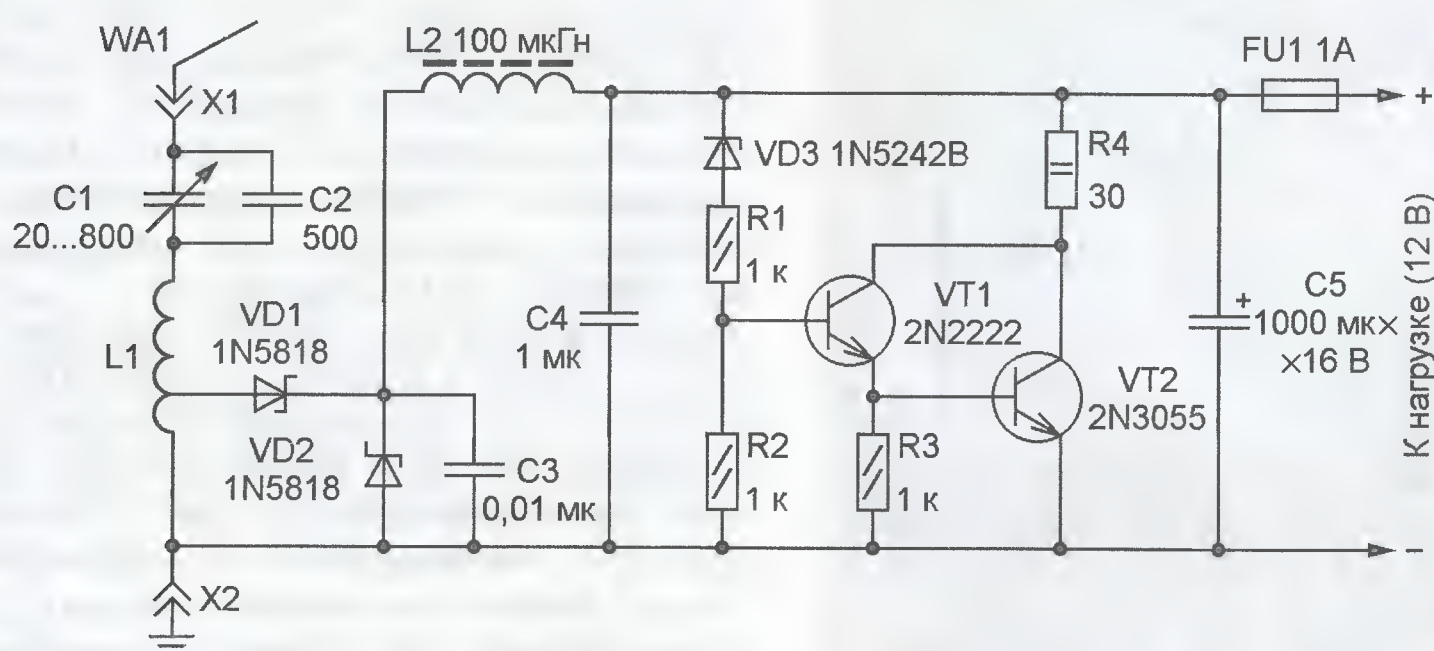 WA1
X1
C1
20...800
C2
500
L1
VD1
1N5818
VD2
1N5818
C3
0,01 мк
X2
L2 100 мкГн
C4
1 мк
VD3 1N5242B
R1
1 к
R2
1 к
VT1
2N2222
R3
1 к
R4
30
VT2
2N3055
FU1 1A
+
C5
+
1000 мк×
×16 В
К нагрузке (12 В)
−